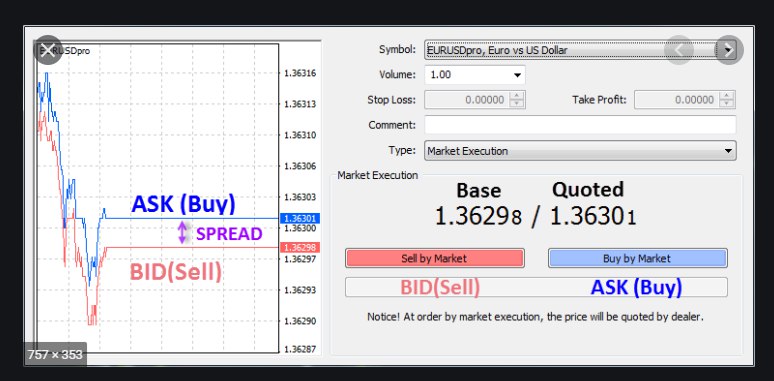 EURUSDpro
1.36316
1.36313
1.36310
1.36306
1.36303
1.36301
1.36300
1.36298
1.36297
1.36293
1.36290
1.36287
ASK (Buy)
SPREAD
BID(Sell)
757 × 353
Symbol: EURUSDpro, Euro vs US Dollar
Volume: 1.00
Stop Loss: 0.00000 Take Profit: 0.00000
Comment:
Type: Market Execution
Market Execution
Base Quoted
1.36298 / 1.36301
Sell by Market Buy by Market
BID(Sell) ASK (Buy)
Notice! At order by market execution, the price will be quoted by dealer.